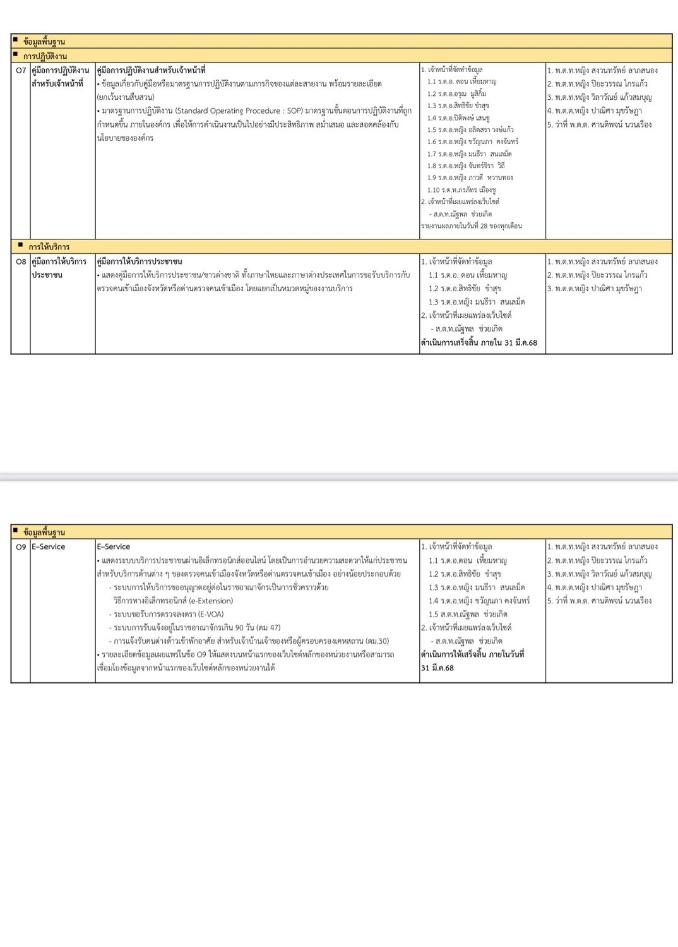 ■ ข้อมูลพื้นฐาน
■ การปฏิบัติงาน
O7 คู่มือการปฏิบัติงาน
สำหรับเจ้าหน้าที่
คู่มือการปฏิบัติงานสำหรับเจ้าหน้าที่
• ข้อมูลเกี่ยวกับคู่มือหรือมาตรฐานการปฏิบัติงานตามภารกิจของแต่ละสายงาน พร้อมรายละเอียด
(ยกเว้นงานสืบสวน)
• มาตรฐานการปฏิบัติงาน (Standard Operating Procedure : SOP) มาตรฐานขั้นตอนการปฏิบัติงานที่ถูก
กำหนดขึ้น ภายในองค์กร เพื่อให้การดำเนินงานเป็นไปอย่างมีประสิทธิภาพ สม่ำเสมอ และสอดคล้องกับ
นโยบายขององค์กร
1. เจ้าหน้าที่จัดทำข้อมูล
1.1 ร.ต.อ. ตอน เหี้ยมหาญ
1.2 ร.ต.อ.อรุณ มูสิกิ้ม
1.3 ร.ต.อ.สิทธิชัย ชำสุข
1.4 ร.ต.อ.ปิติพงษ์ เสนชู
1.5 ร.ต.อ.หญิง อลิตสรา วงษ์แก้ว
1.6 ร.ต.อ.หญิง ขวัญนภา คงจันทร์
1.7 ร.ต.อ.หญิง มนธีรา สนเสม็ด
1.8 ร.ต.อ.หญิง จันทร์จิรา วิถี
1.9 ร.ต.อ.หญิง ภาวดี หวานทอง
1.10 ร.ต.ท.ภรภัทร เมืองชู
2. เจ้าหน้าที่เผยแพร่ลงเว็บไซต์
- ส.ต.ท.ณัฐพล ช่วยเกิด
รายงานผลภายในวันที่ 28 ของทุกเดือน
1. พ.ต.ท.หญิง สงวนทรัพย์ ลาภสนอง
2. พ.ต.ท.หญิง ปิยะวรรณ ไกรแก้ว
3. พ.ต.ท.หญิง วิลาวัณย์ แก้วสมบุญ
4. พ.ต.ต.หญิง ปาณิศา มุขรัษฎา
5. ว่าที่ พ.ต.ต. ศานติพจน์ นวนเรือง
■ การให้บริการ
O8 คู่มือการให้บริการ
ประชาชน
คู่มือการให้บริการประชาชน
• แสดงคู่มือการให้บริการประชาชน/ชาวต่างชาติ ทั้งภาษาไทยและภาษาต่างประเทศในการขอรับบริการกับ
ตรวจคนเข้าเมืองจังหวัดหรือด่านตรวจคนเข้าเมือง โดยแยกเป็นหมวดหมู่ของงานบริการ
1. เจ้าหน้าที่จัดทำข้อมูล
1.1 ร.ต.อ. ตอน เหี้ยมหาญ
1.2 ร.ต.อ.สิทธิชัย ชำสุข
1.3 ร.ต.อ.หญิง มนธีรา สนเสม็ด
2. เจ้าหน้าที่เผยแพร่ลงเว็บไซต์
- ส.ต.ท.ณัฐพล ช่วยเกิด
ดำเนินการเสร็จสิ้น ภายใน 31 มี.ค.68
1. พ.ต.ท.หญิง สงวนทรัพย์ ลาภสนอง
2. พ.ต.ท.หญิง ปิยะวรรณ ไกรแก้ว
3. พ.ต.ต.หญิง ปาณิศา มุขรัษฎา
■ ข้อมูลพื้นฐาน
O9 E–Service
E–Service
• แสดงระบบบริการประชาชนผ่านอิเล็กทรอนิกส์ออนไลน์ โดยเป็นการอำนวยความสะดวกให้แก่ประชาชน
สำหรับบริการด้านต่าง ๆ ของตรวจคนเข้าเมืองจังหวัดหรือด่านตรวจคนเข้าเมือง อย่างน้อยประกอบด้วย
- ระบบการให้บริการขออนุญาตอยู่ต่อในราชอาณาจักรเป็นการชั่วคราวด้วย
วิธีการทางอิเล็กทรอนิกส์ (e-Extension)
- ระบบขอรับการตรวจลงตรา (E-VOA)
- ระบบการรับแจ้งอยู่ในราชอาณาจักรเกิน 90 วัน (ตม 47)
- การแจ้งรับคนต่างด้าวเข้าพักอาศัย สำหรับเจ้าบ้านเจ้าของหรือผู้ครอบครองเคหสถาน (ตม.30)
• รายละเอียดข้อมูลเผยแพร่ในข้อ O9 ให้แสดงบนหน้าแรกของเว็บไซต์หลักของหน่วยงานหรือสามารถ
เชื่อมโยงข้อมูลจากหน้าแรกของเว็บไซต์หลักของหน่วยงานได้
1. เจ้าหน้าที่จัดทำข้อมูล
1.1 ร.ต.อ.ตอน เหี้ยมหาญ
1.2 ร.ต.อ.สิทธิชัย ชำสุข
1.3 ร.ต.อ.หญิง มนธีรา สนเสม็ด
1.4 ร.ต.อ.หญิง ขวัญนภา คงจันทร์
1.5 ส.ต.ท.ณัฐพล ช่วยเกิด
2. เจ้าหน้าที่เผยแพร่ลงเว็บไซต์
- ส.ต.ท.ณัฐพล ช่วยเกิด
ดำเนินการให้เสร็จสิ้น ภายในวันที่
31 มี.ค.68
1. พ.ต.ท.หญิง สงวนทรัพย์ ลาภสนอง
2. พ.ต.ท.หญิง ปิยะวรรณ ไกรแก้ว
3. พ.ต.ท.หญิง วิลาวัณย์ แก้วสมบุญ
4. พ.ต.ต.หญิง ปาณิศา มุขรัษฎา
5. ว่าที่ พ.ต.ต. ศานติพจน์ นวนเรือง